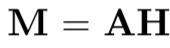 M = AH